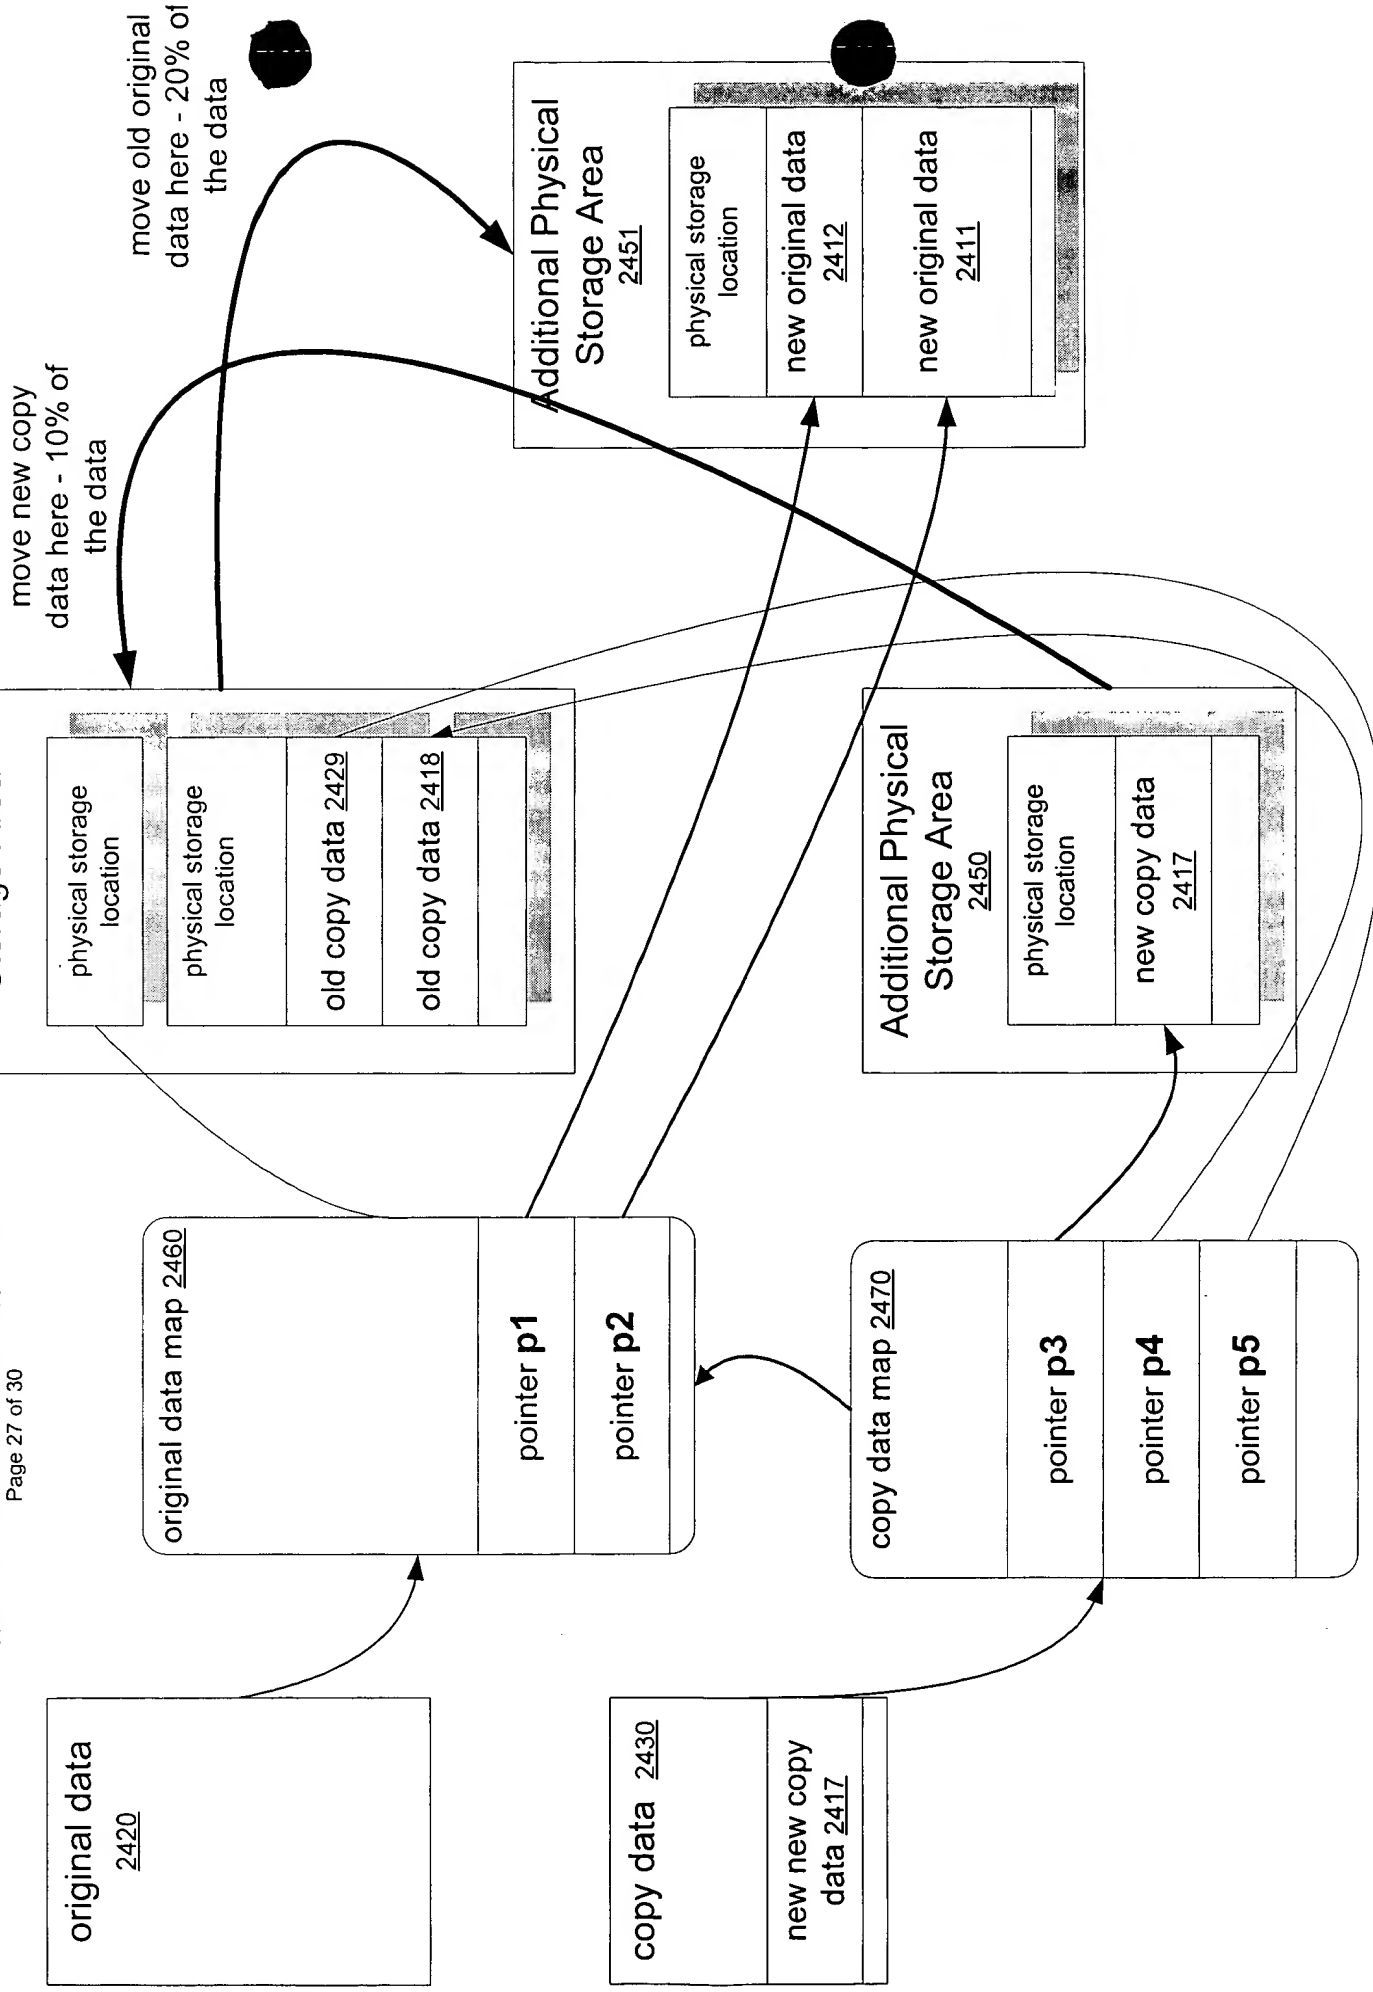 Page 27 of 30
original data
2420
copy data 2430
new new copy
data 2417
original data map 2460
pointer p1
pointer p2
copy data map 2470
pointer p3
pointer p4
pointer p5
physical storage
location
physical storage
location
old copy data 2429
old copy data 2418
Additional Physical
Storage Area
2450
physical storage
location
new copy data
2417
move new copy
data here - 10% of
the data
move old original
data here - 20% of
the data
Additional Physical
Storage Area
2451
physical storage
location
new original data
2412
new original data
2411